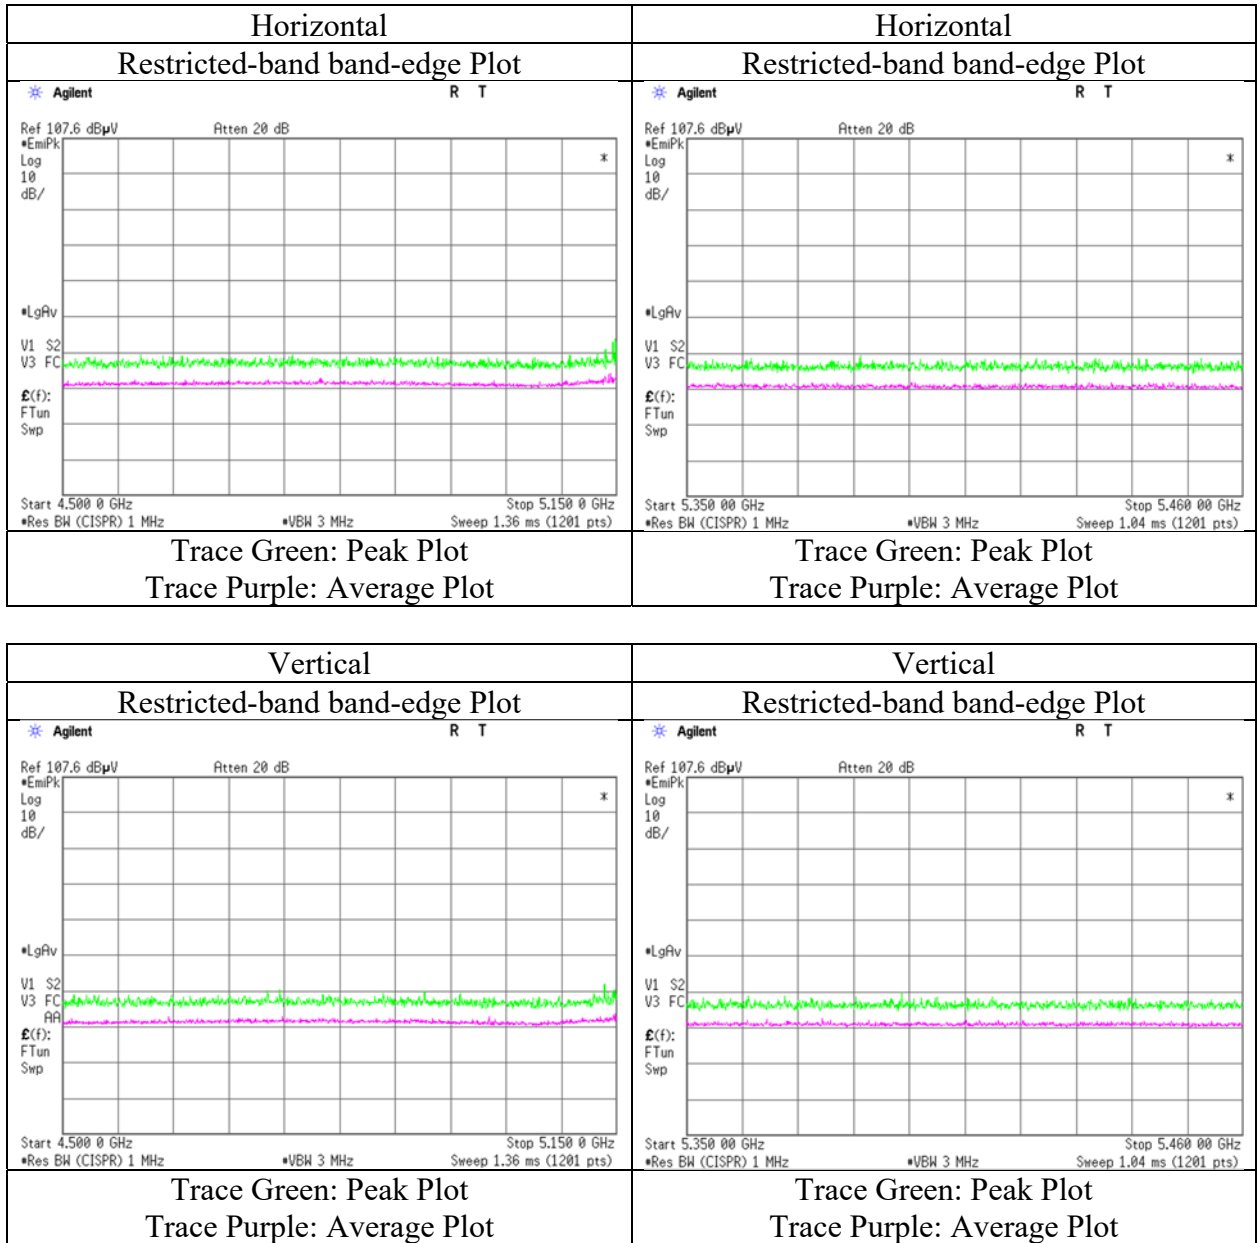 Horizontal
Horizontal
Restricted-band band-edge Plot
Restricted-band band-edge Plot
Agilent
R T
Ref 107.6 dBµV
Atten 20 dB
*EmiPk
Log
10
dB/
*
*LgAv
V1 S2
V3 FC
£(f):
FTun
Swp
Start 4.500 0 GHz
Stop 5.150 0 GHz
*Res BW (CISPR) 1 MHz
*VBW 3 MHz
Sweep 1.36 ms (1201 pts)
Agilent
R T
Ref 107.6 dBµV
Atten 20 dB
*EmiPk
Log
10
dB/
*
*LgAv
V1 S2
V3 FC
£(f):
FTun
Swp
Start 5.350 00 GHz
Stop 5.460 00 GHz
*Res BW (CISPR) 1 MHz
*VBW 3 MHz
Sweep 1.04 ms (1201 pts)
Trace Green: Peak Plot
Trace Purple: Average Plot
Trace Green: Peak Plot
Trace Purple: Average Plot
Vertical
Vertical
Restricted-band band-edge Plot
Restricted-band band-edge Plot
Agilent
R T
Ref 107.6 dBµV
Atten 20 dB
*EmiPk
Log
10
dB/
*
*LgAv
V1 S2
V3 FC
AA
£(f):
FTun
Swp
Start 4.500 0 GHz
Stop 5.150 0 GHz
*Res BW (CISPR) 1 MHz
*VBW 3 MHz
Sweep 1.36 ms (1201 pts)
Agilent
R T
Ref 107.6 dBµV
Atten 20 dB
*EmiPk
Log
10
dB/
*
*LgAv
V1 S2
V3 FC
£(f):
FTun
Swp
Start 5.350 00 GHz
Stop 5.460 00 GHz
*Res BW (CISPR) 1 MHz
*VBW 3 MHz
Sweep 1.04 ms (1201 pts)
Trace Green: Peak Plot
Trace Purple: Average Plot
Trace Green: Peak Plot
Trace Purple: Average Plot